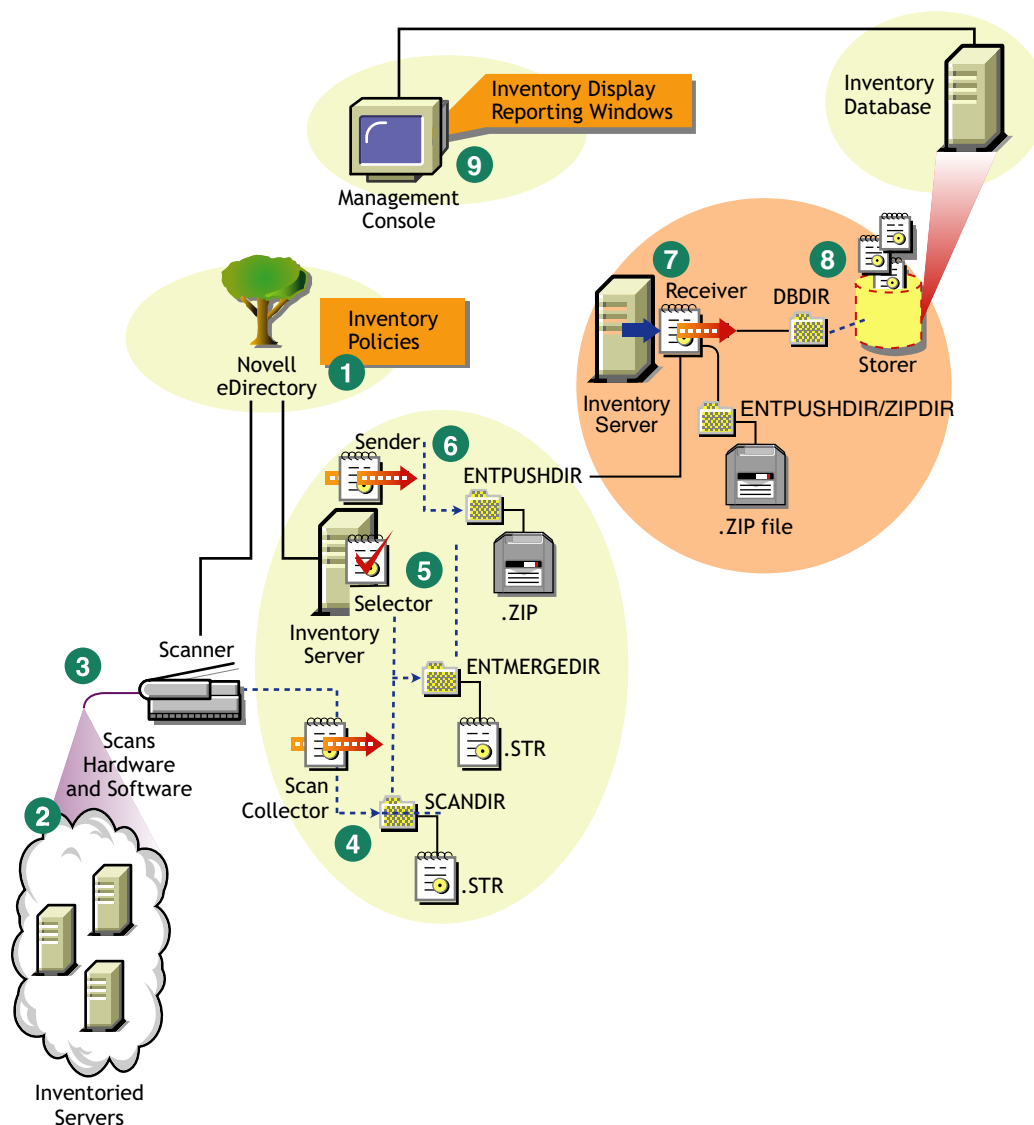 Inventory Display
Reporting Windows
Inventory
Database
9
Management
Console
7
Receiver
8
DBDIR
Storer
Inventory
Server
ENTPUSHDIR/ZIPDIR
.ZIP file
Inventory
Policies
Novell
eDirectory
1
Sender
6
ENTPUSHDIR
.ZIP
5
Selector
Inventory
Server
ENTMERGEDIR
.STR
Scanner
3
Scans
Hardware
and Software
Scan
Collector
4
SCANDIR
.STR
2
Inventoried
Servers